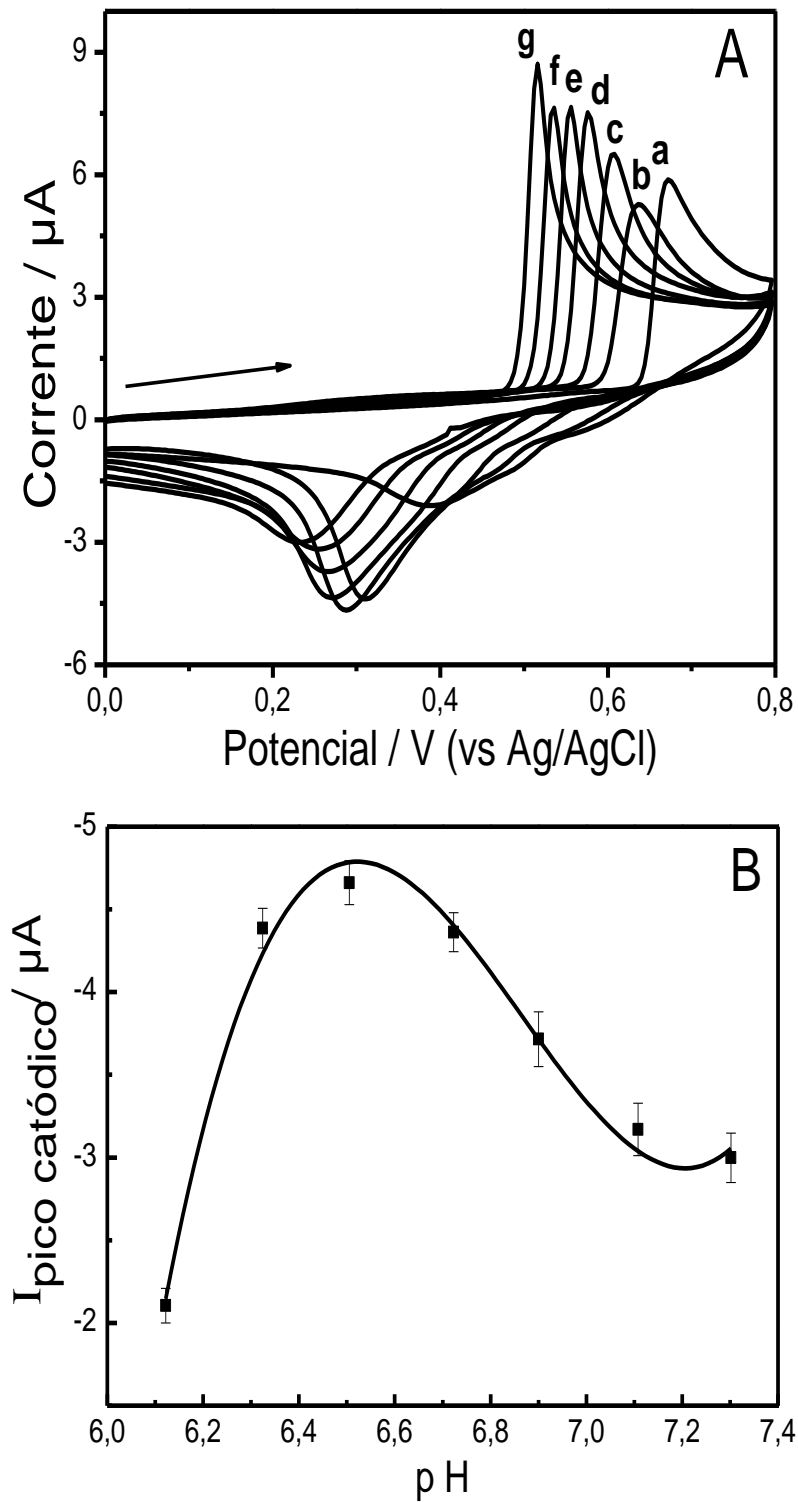 A
g
f
e
d
c
b
a
9
6
3
0
-3
-6
Corrente / µA
0,0 0,2 0,4 0,6 0,8
Potencial / V (vs Ag/AgCl)
B
-5
-4
-3
-2
I pico catódico/ µA
6,0 6,2 6,4 6,6 6,8 7,0 7,2 7,4
p H